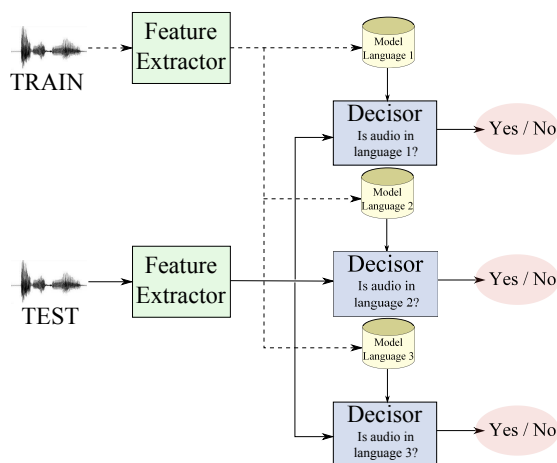 Feature
Extractor
TRAIN
Model
Language 1
Decisor
Is audio in
language 1?
Yes / No
Model
Language 2
Feature
Extractor
TEST
Decisor
Is audio in
language 2?
Yes / No
Model
Language 3
Decisor
Is audio in
language 3?
Yes / No